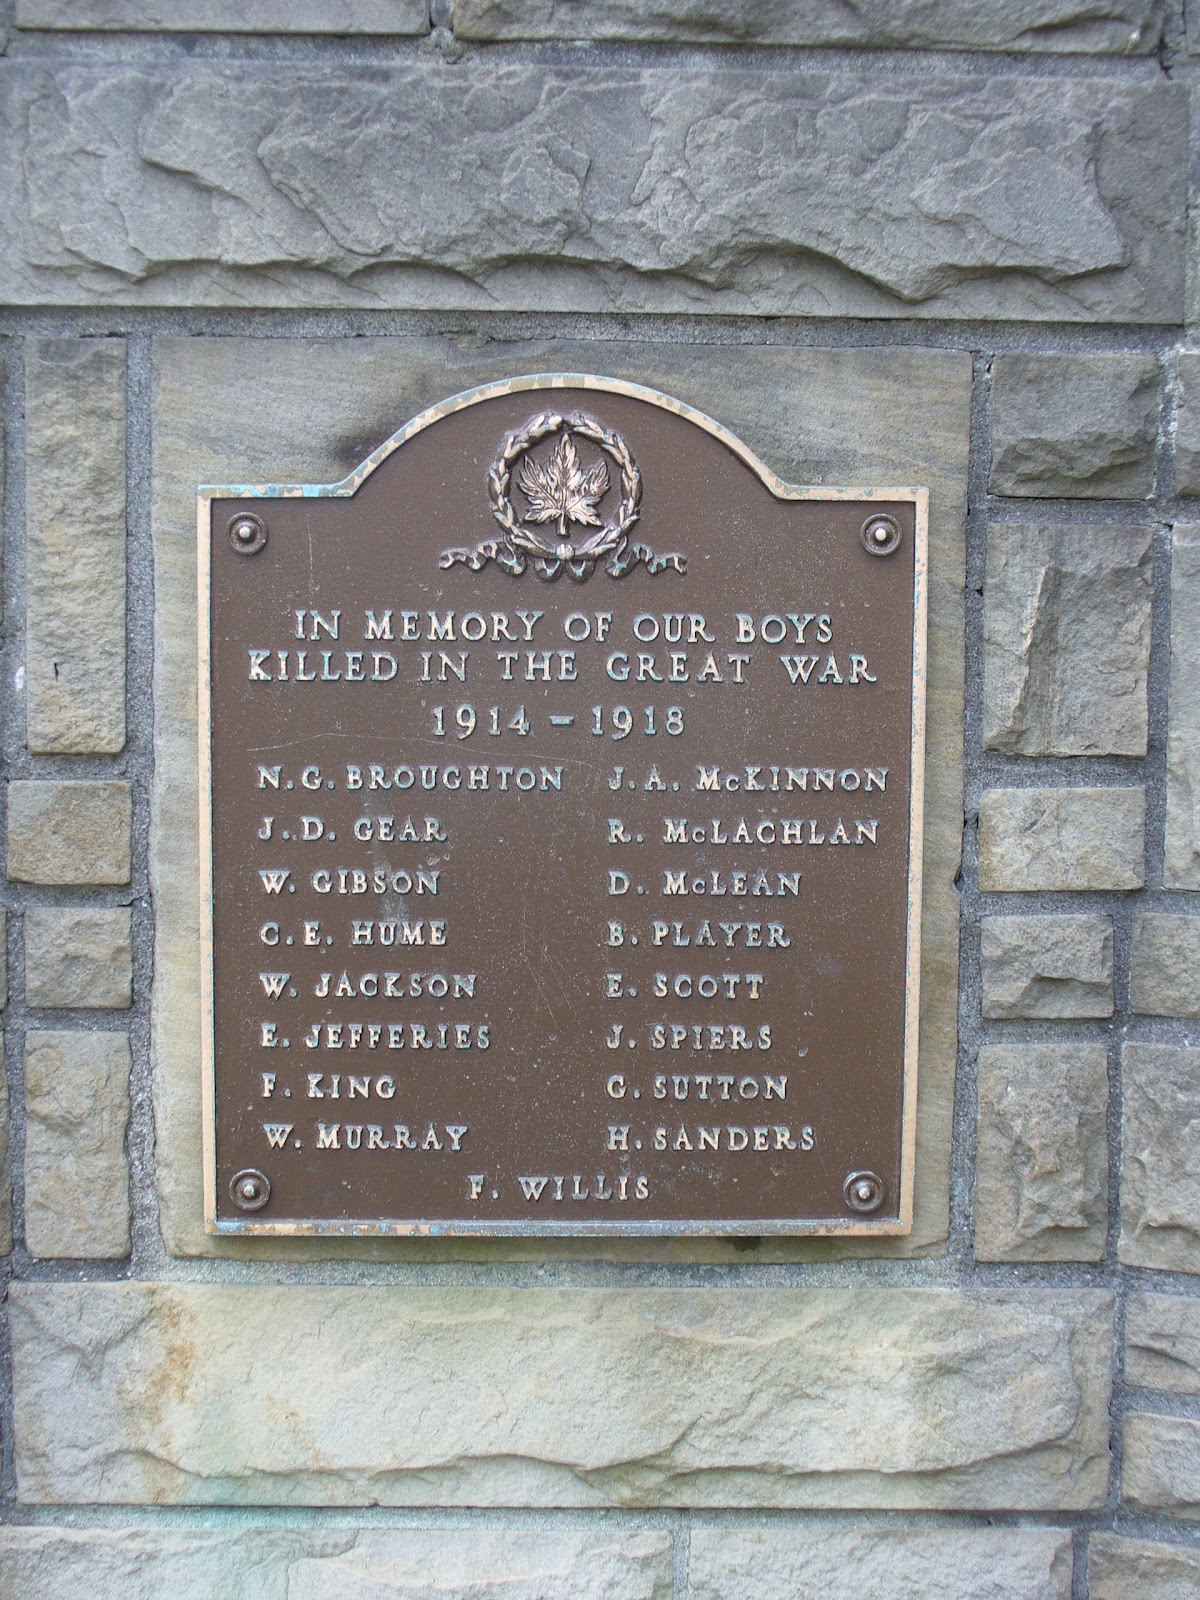 IN MEMORY OF OUR BOYS
KILLED IN THE GREAT WAR
1914 - 1918
N. G. BROUGHTON
J. D. GEAR
W. GIBSON
C. E. HUME
W. JACKSON
E. JEFFERIES
F. KING
W. MURRAY
J. A. McKINNON
R. McLACHLAN
D. McLEAN
B. PLAYER
E. SCOTT
J. SPIERS
G. SUTTON
H. SANDERS
F. WILLIS